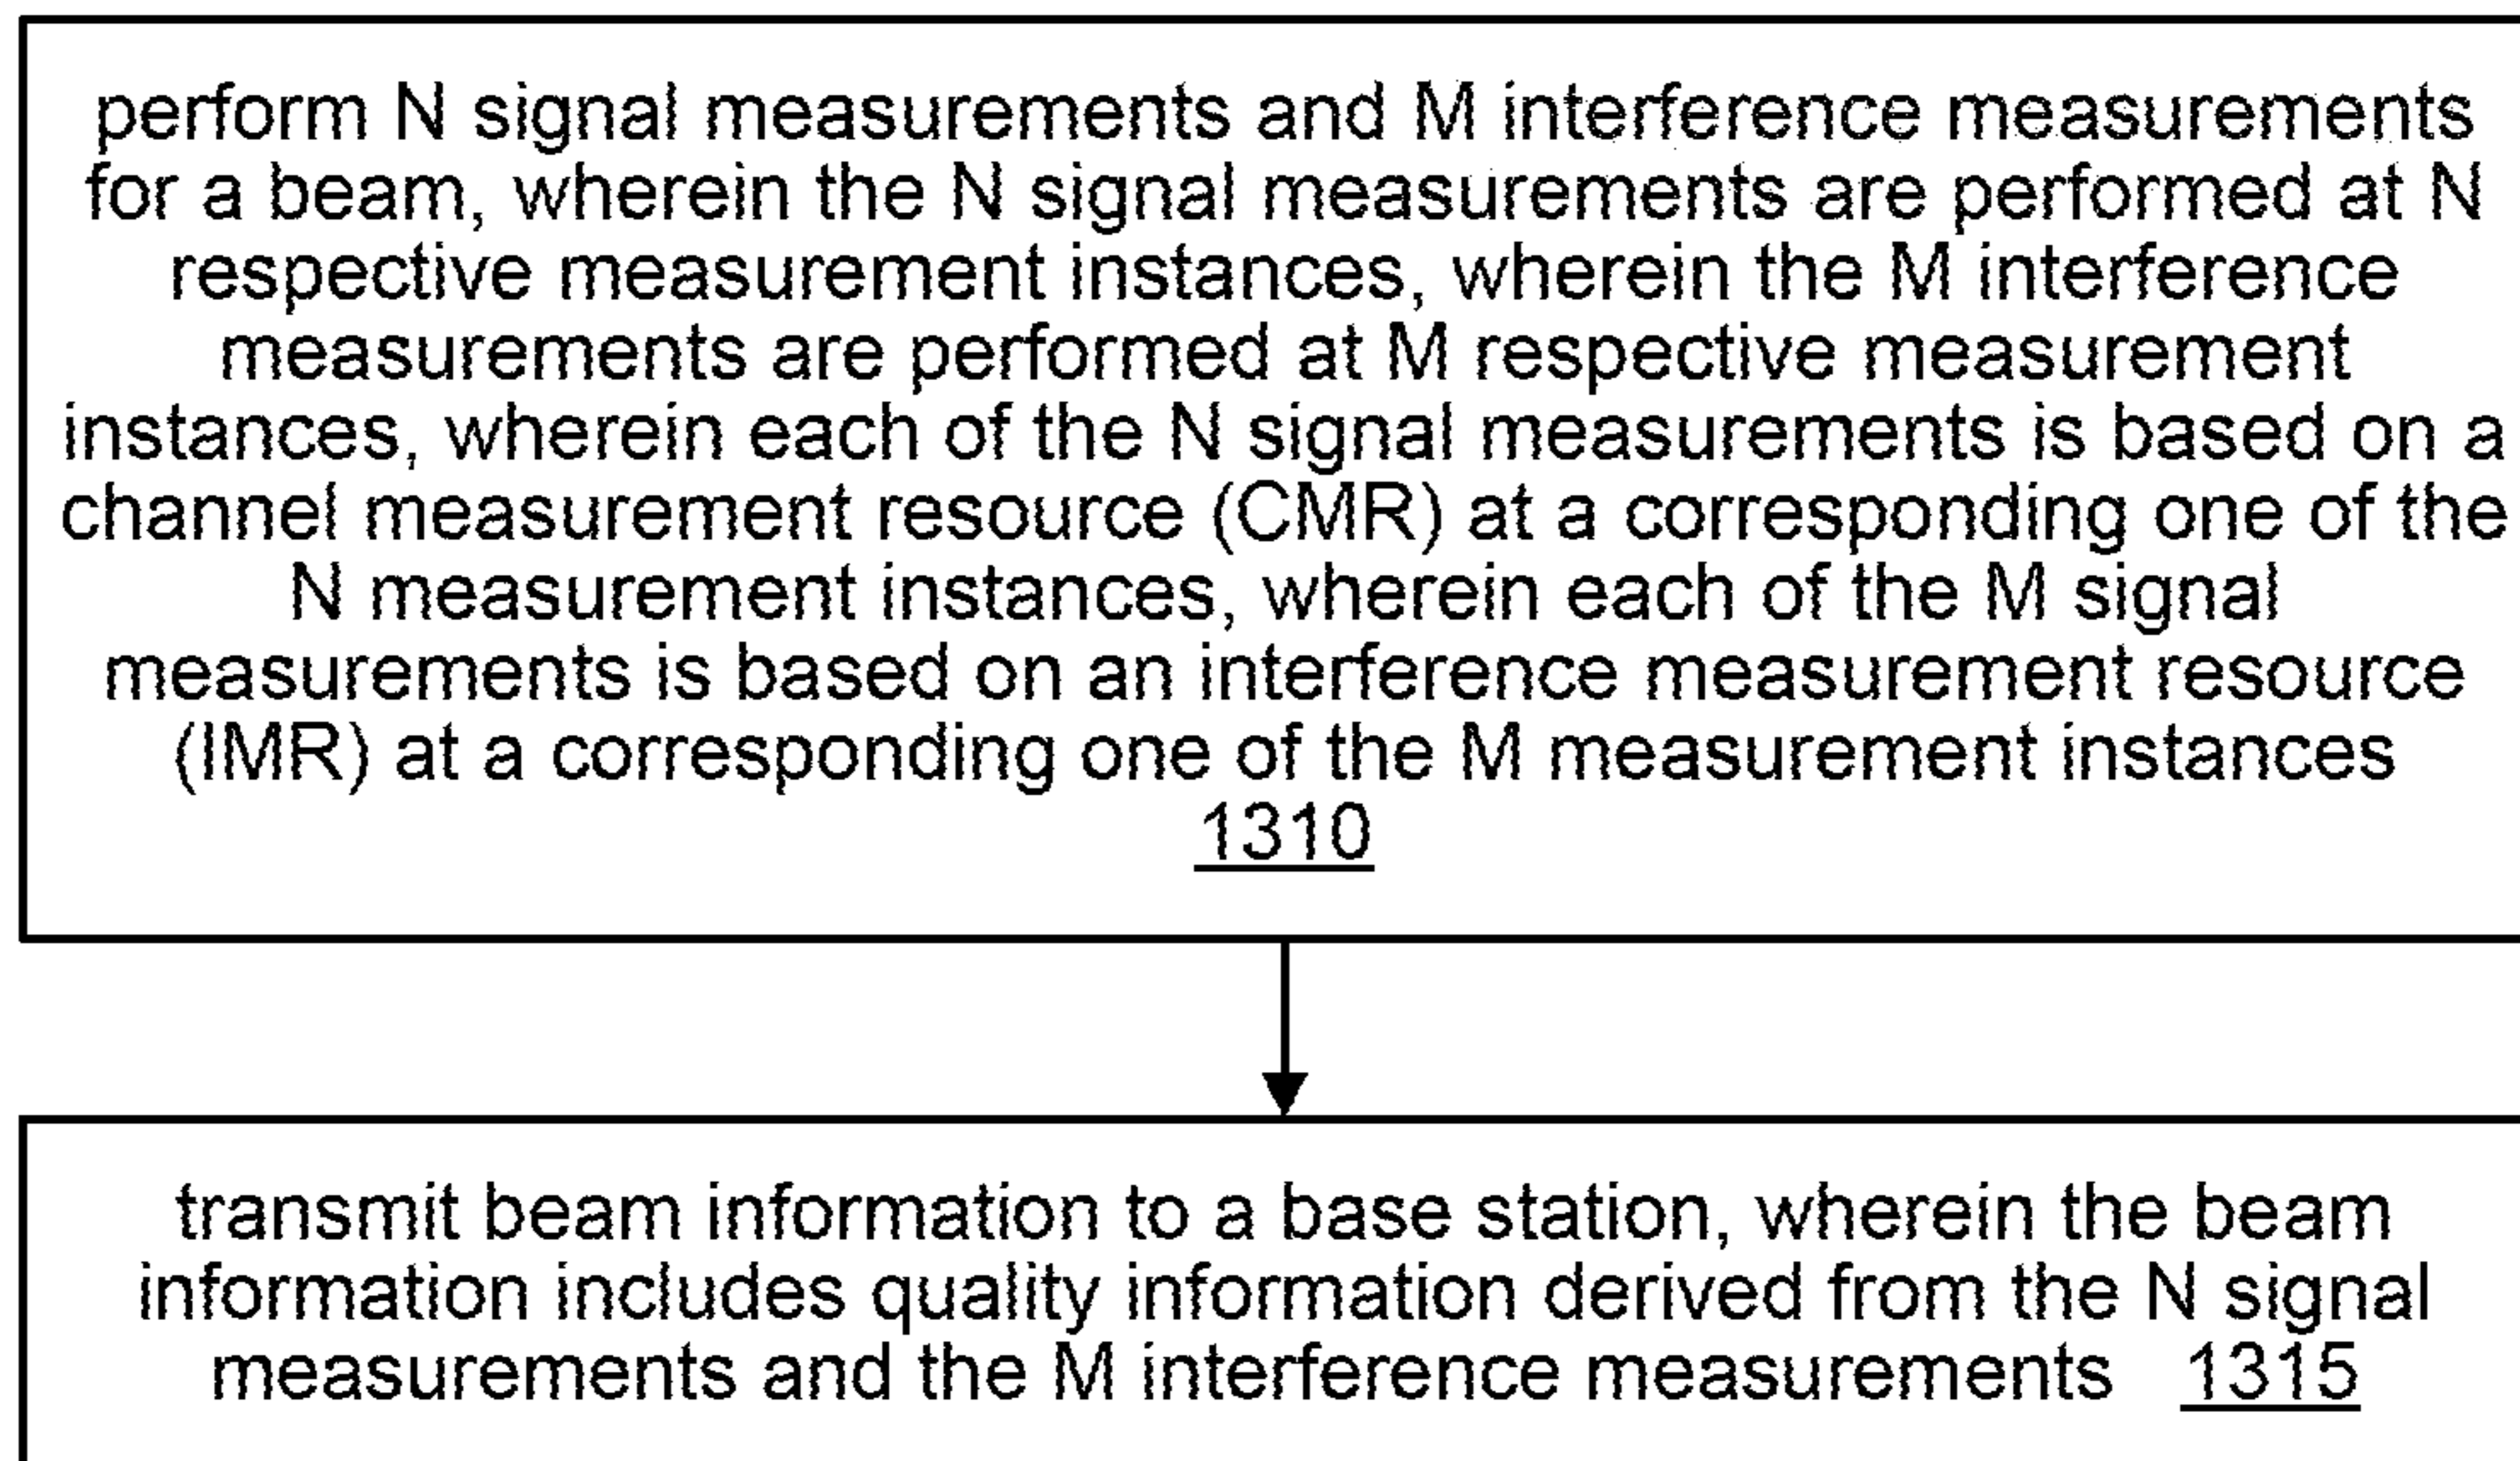 perform N signal measurements and M interference measurements
for a beam, wherein the N signal measurements are performed at N
respective measurement instances, wherein the M interference
measurements are performed at M respective measurement
instances, wherein each of the N signal measurements is based on a
channel measurement resource (CMR) at a corresponding one of the
N measurement instances, wherein each of the M signal
measurements is based on an interference measurement resource
(IMR) at a corresponding one of the M measurement instances
1310
transmit beam information to a base station, wherein the beam
information includes quality information derived from the N signal
measurements and the M interference measurements 1315